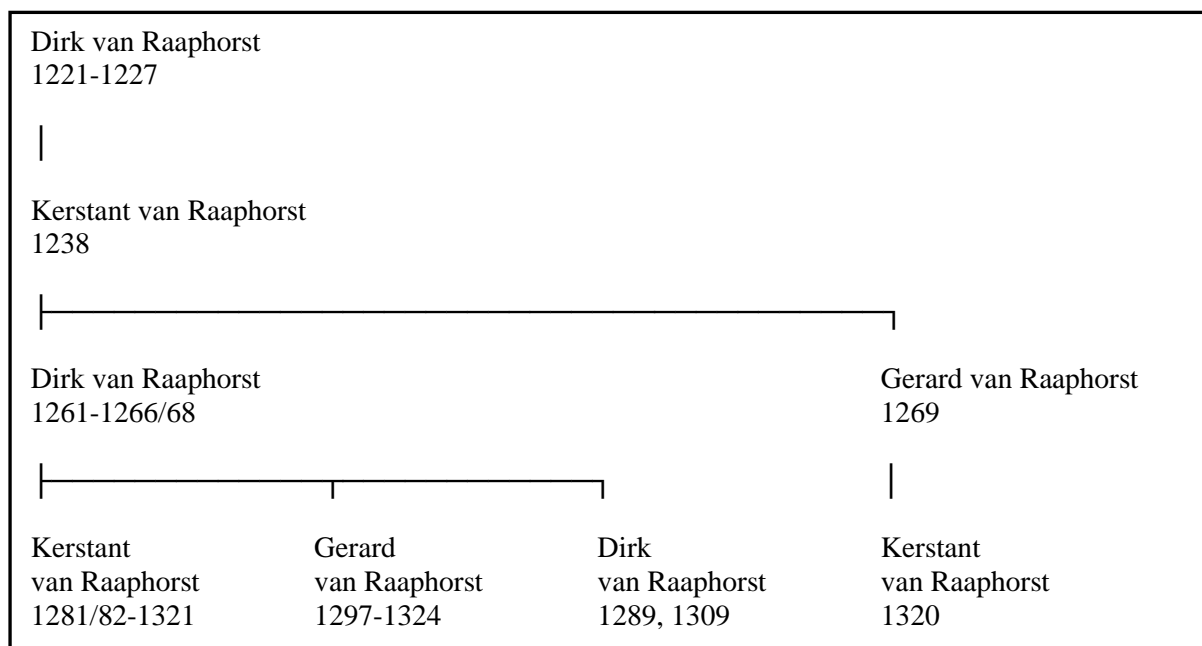 Dirk van Raaphorst
1221-1227
Kerstant van Raaphorst
1238
Dirk van Raaphorst
1261-1266/68
Gerard van Raaphorst
1269
Kerstant
van Raaphorst
1281/82-1321
Gerard
van Raaphorst
1297-1324
Dirk
van Raaphorst
1289, 1309
Kerstant
van Raaphorst
1320